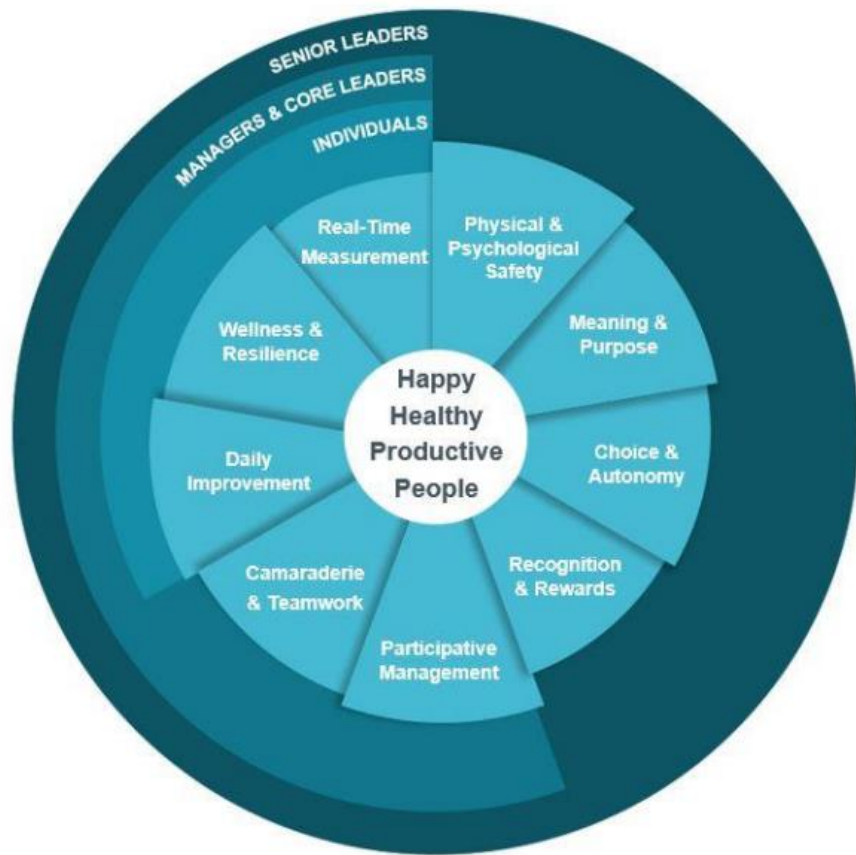 SENIOR LEADERS
MANAGERS & CORE LEADERS
INDIVIDUALS
Real-Time
Measurement
Physical &
Psychological
Safety
Meaning &
Purpose
Choice &
Autonomy
Recognition
& Rewards
Participative
Management
Camaraderie
& Teamwork
Daily
Improvement
Wellness &
Resilience
Happy
Healthy
Productive
People